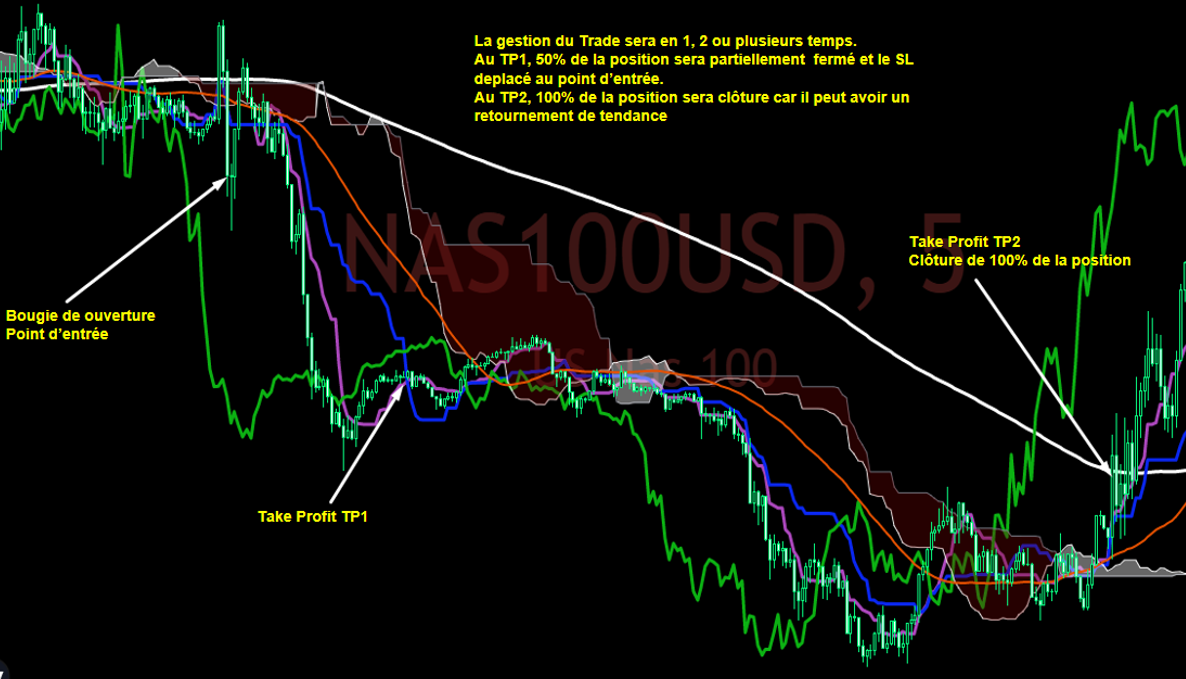 La gestion du Trade sera en 1, 2 ou plusieurs temps.
Au TP1, 50% de la position sera partiellement fermé et le SL
deplacé au point d'entrée.
Au TP2, 100% de la position sera clôture car il peut avoir un
retournement de tendance
NAS100USD, 5
Take Profit TP2
Clôture de 100% de la position
Bougie de ouverture
Point d'entrée
100
Take Profit TP1